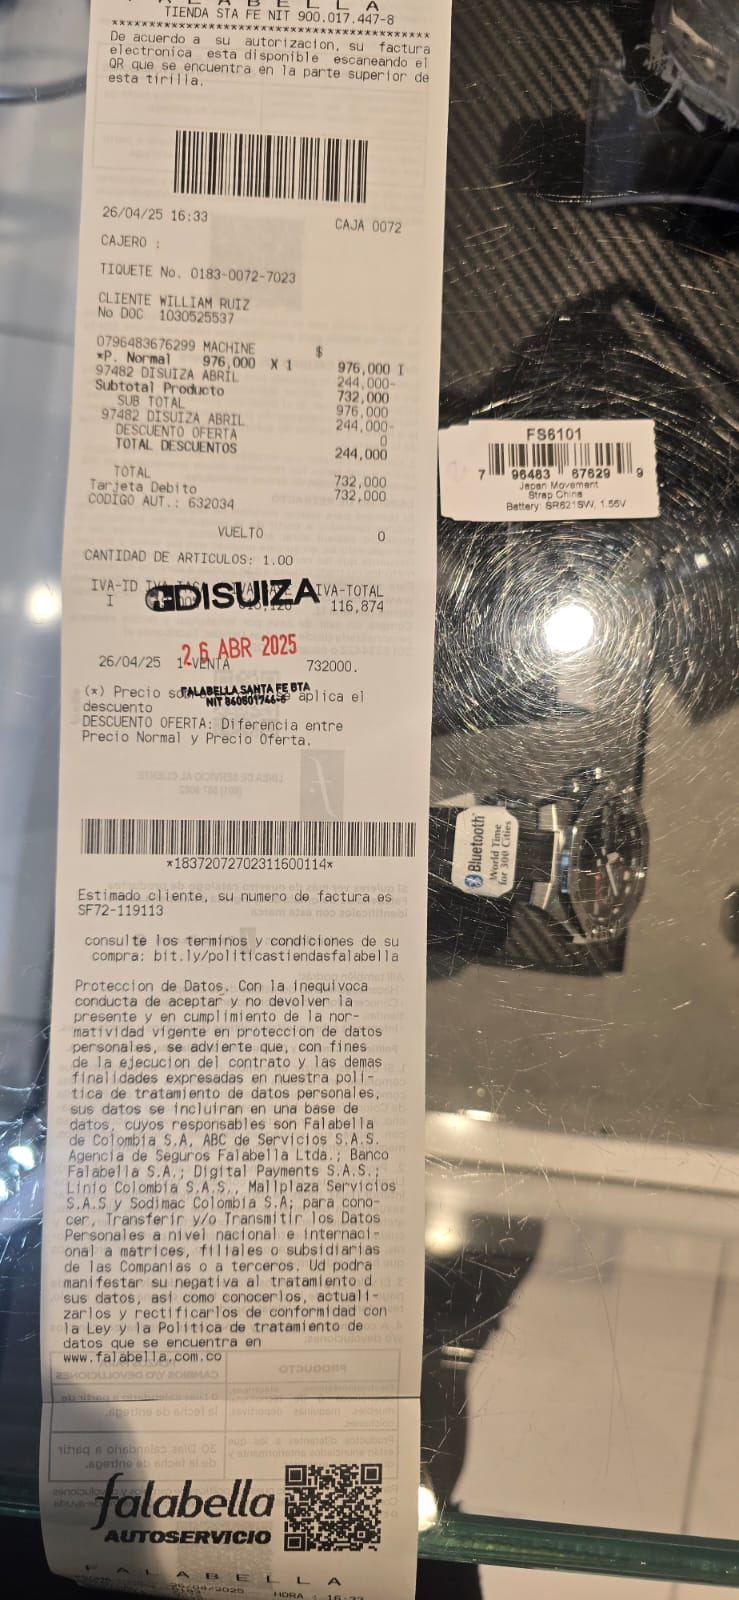 FALABELLA
TIENDA STA FE NIT 900.017.447-8
****************************************
De acuerdo a su autorizacion, su factura
electronica esta disponible escaneando el
QR que se encuentra en la parte superior de
esta tirilla.
26/04/25 16:33 CAJA 0072
CAJERO :
TIQUETE No. 0183-0072-7023
CLIENTE WILLIAM RUIZ
No DOC 1030525537
0796483676299 MACHINE $
*P. Normal 976,000 X 1 976,000 I
97482 DISUIZA ABRIL 244,000-
Subtotal Producto 732,000
SUB TOTAL 976,000
97482 DISUIZA ABRIL 244,000-
DESCUENTO OFERTA 0
TOTAL DESCUENTOS 244,000
TOTAL 732,000
Tarjeta Debito 732,000
CODIGO AUT.: 632034
VUELTO 0
CANTIDAD DE ARTICULOS: 1.00
IVA-ID IVA-TOTAL
I 116,874
DISUIZA
26 ABR 2025
26/04/25 1-VENTA 732000.
FALABELLA SANTA FE BTA
NIT 860501746-5
(*) Precio aplica el
descuento
DESCUENTO OFERTA: Diferencia entre
Precio Normal y Precio Oferta.
*18372072702311600114*
Estimado cliente, su numero de factura es
SF72-119113
consulte los terminos y condiciones de su
compra: bit.ly/politicastiendasfalabella
Proteccion de Datos. Con la inequivoca
conducta de aceptar y no devolver la
presente y en cumplimiento de la nor-
matividad vigente en proteccion de datos
personales, se advierte que, con fines
de la ejecucion del contrato y las demas
finalidades expresadas en nuestra poli-
tica de tratamiento de datos personales,
sus datos se incluiran en una base de
datos, cuyos responsables son Falabella
de Colombia S.A, ABC de Servicios S.A.S.
Agencia de Seguros Falabella Ltda.; Banco
Falabella S.A.; Digital Payments S.A.S.;
Linio Colombia S.A.S., Mallplaza Servicios
S.A.S y Sodimac Colombia S.A; para cono-
cer, Transferir y/o Transmitir los Datos
Personales a nivel nacional e internaci-
onal a matrices, filiales o subsidiarias
de las Companias o a terceros. Ud podra
manifestar su negativa al tratamiento d
sus datos, asi como conocerlos, actuali-
zarlos y rectificarlos de conformidad con
la Ley y la Politica de tratamiento de
datos que se encuentra en
www.falabella.com.co
falabella
AUTOSERVICIO
FALABELLA
26/04/2025 HORA : 16:33
FS6101
7 96483 67629 9
Japan Movement
Strap China
Battery: SR621SW, 1.55V
Bluetooth
World Time
for 300 Cities